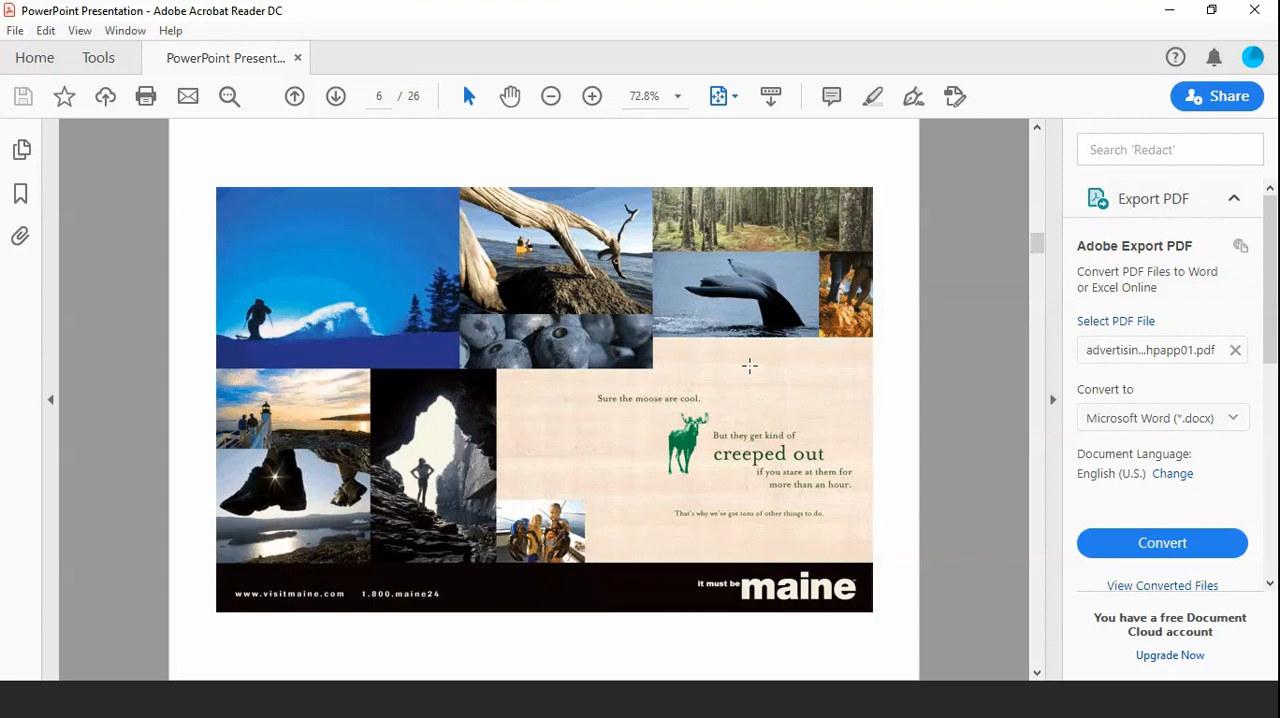 PowerPoint Presentation - Adobe Acrobat Reader DC
File Edit View Window Help
Home Tools PowerPoint Present...
6 / 26 72.8% Share
Search 'Redact'
Export PDF
Adobe Export PDF
Convert PDF Files to Word
or Excel Online
Select PDF File
advertisin...hpapp01.pdf
Convert to
Microsoft Word (*.docx)
Document Language:
English (U.S.) Change
Convert
View Converted Files
You have a free Document
Cloud account
Upgrade Now
Sure the moose are cool.
But they get kind of
creeped out
if you stare at them for
more than an hour.
That's why we've got tons of other things to do.
www.visitmaine.com 1.800.maine24
it must be maine